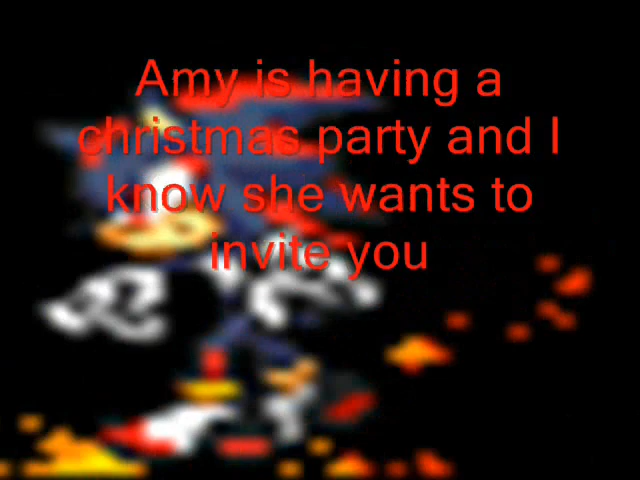 Amy is having a
christmas party and I
know she wants to
invite you